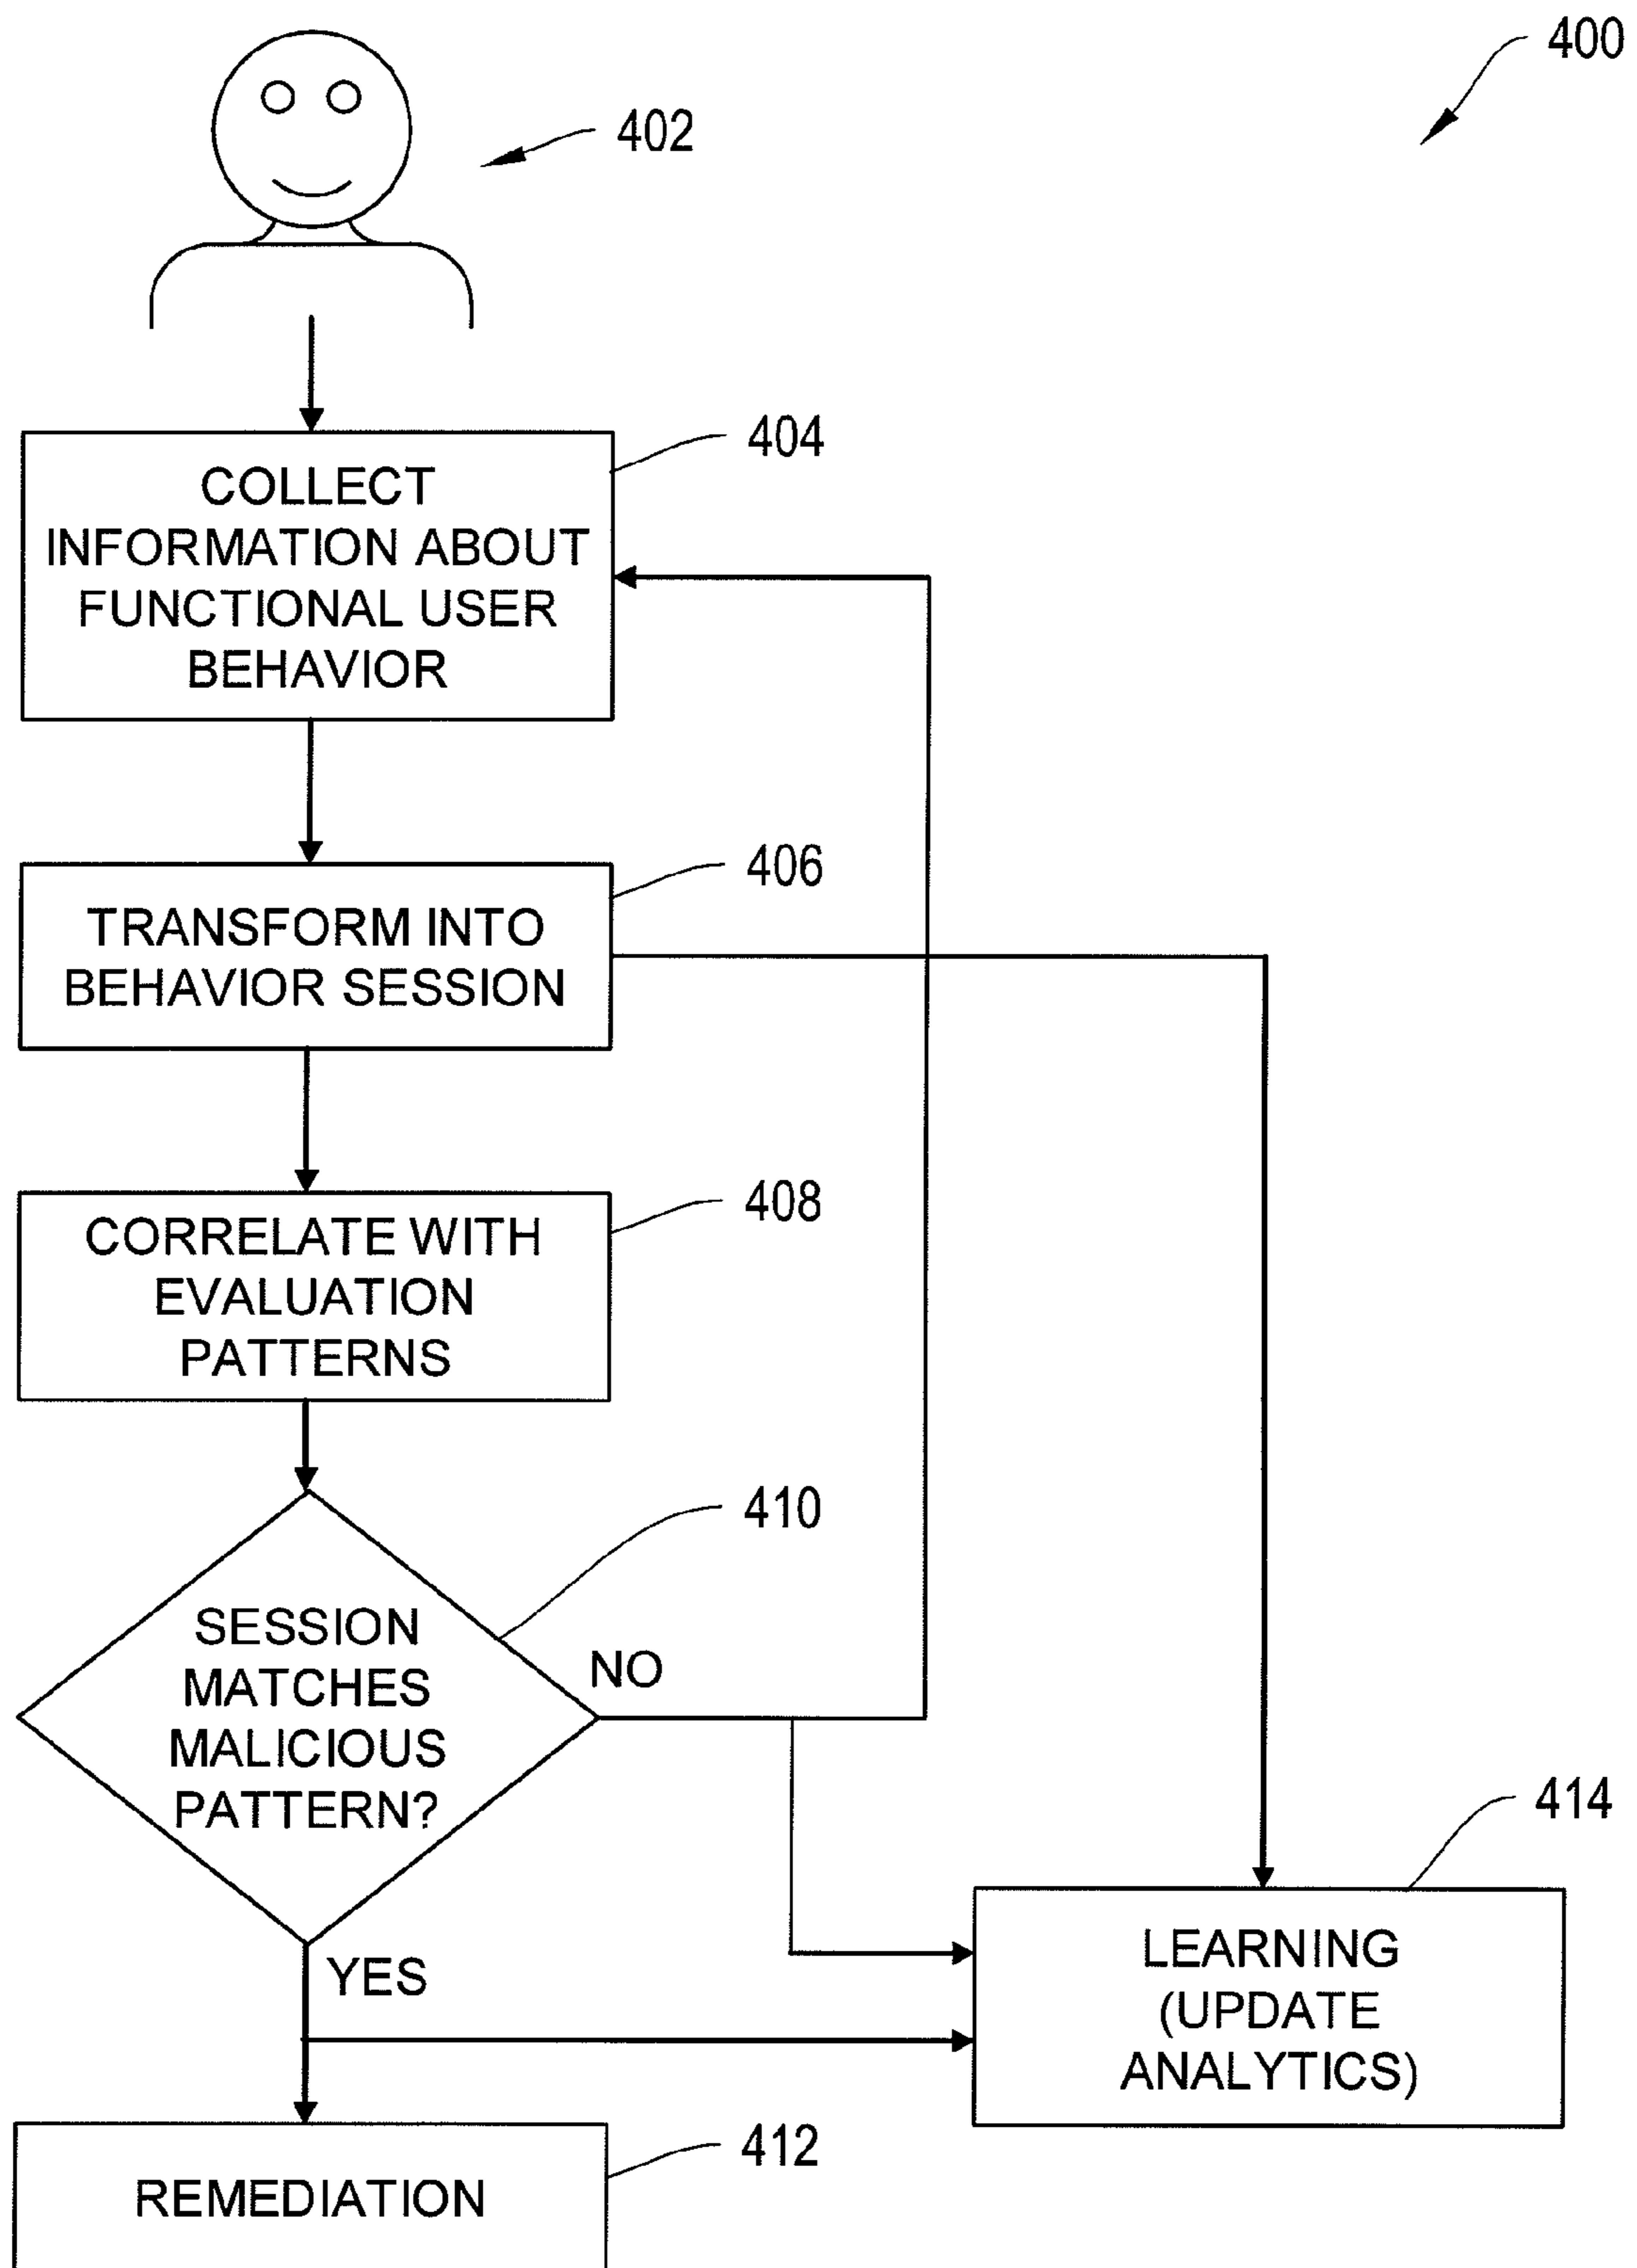 400
402
404
COLLECT
INFORMATION ABOUT
FUNCTIONAL USER
BEHAVIOR
406
TRANSFORM INTO
BEHAVIOR SESSION
408
CORRELATE WITH
EVALUATION
PATTERNS
410
SESSION
MATCHES
MALICIOUS
PATTERN?
NO
YES
414
LEARNING
(UPDATE
ANALYTICS)
412
REMEDIATION